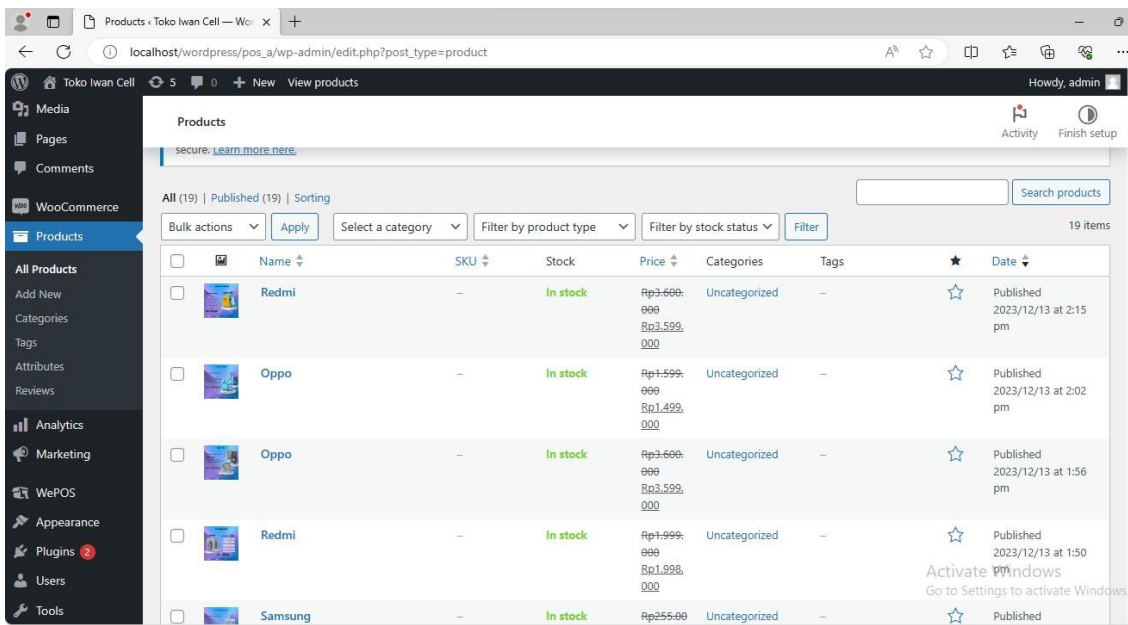 Products ‹ Toko Iwan Cell — Wor
localhost/wordpress/pos_a/wp-admin/edit.php?post_type=product
Toko Iwan Cell 5 0 + New View products Howdy, admin
Media
Pages
Comments
WooCommerce
Products
All Products
Add New
Categories
Tags
Attributes
Reviews
Analytics
Marketing
WePOS
Appearance
Plugins 2
Users
Tools
Products
Activity Finish setup
secure. Learn more here.
All (19) | Published (19) | Sorting
Search products
Bulk actions Apply Select a category Filter by product type Filter by stock status Filter 19 items
Name SKU Stock Price Categories Tags Date
Redmi – In stock Rp3.600. Uncategorized – Published
000 2023/12/13 at 2:15
Rp3.599. pm
000
Oppo – In stock Rp1.599. Uncategorized – Published
000 2023/12/13 at 2:02
Rp1.499. pm
000
Oppo – In stock Rp3.600. Uncategorized – Published
000 2023/12/13 at 1:56
Rp3.599. pm
000
Redmi – In stock Rp1.999. Uncategorized – Published
000 2023/12/13 at 1:50
Rp1.998. pm
000
Samsung – In stock Rp255.00 Uncategorized – Published
Activate Windows
Go to Settings to activate Windows.